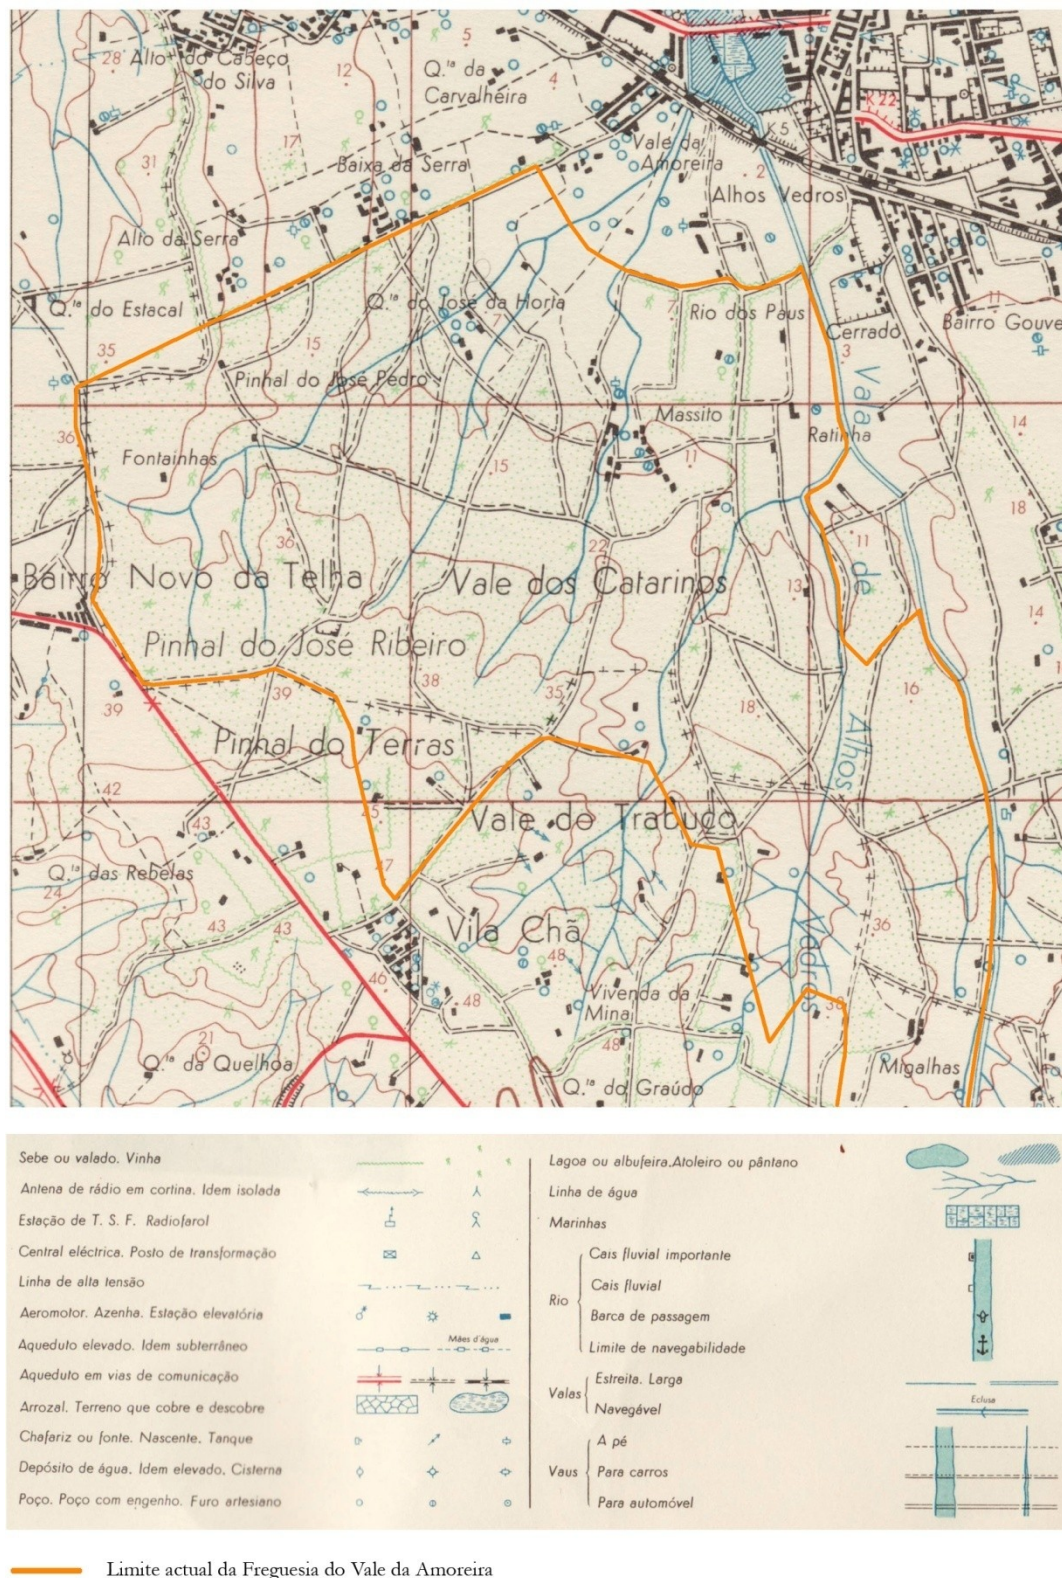 28
Alto do Cabeço
do Silva
12
5
Q.ta da
Carvalheira
4
K 22
K 5
31
17
Baixa da Serra
Vale da
Amoreira
2
Alhos Vedros
Alto da Serra
Q.ta do Estacal
Q.ta do José da Horta
7
7
Rio dos Paus
Cerrado
11
Bairro Gouve
35
15
Pinhal do José Pedro
3
Vala
36
Fontainhas
15
Massito
11
Ratinha
14
36
22
18
11
Bairro Novo da Telha
Vale dos Catarinos
13
de
14
Pinhal do José Ribeiro
39
39
38
35
18
16
Pinhal do Terras
Alhos
42
43
25
Vale do Trabuco
47
Q.ta das Rebelas
24
43
43
Vila Chã
48
36
Vedros
46
48
Vivenda da
Mina
38
21
Q.ta da Quelhoa
48
Q.ta do Graúdo
Migalhas
Sebe ou valado. Vinha
Antena de rádio em cortina. Idem isolada
Estação de T. S. F. Radiofarol
Central eléctrica. Posto de transformação
Linha de alta tensão
Aeromotor. Azenha. Estação elevatória
Aqueduto elevado. Idem subterrâneo
Mães d'água
Aqueduto em vias de comunicação
Arrozal. Terreno que cobre e descobre
Chafariz ou fonte. Nascente. Tanque
Depósito de água. Idem elevado. Cisterna
Poço. Poço com engenho. Furo artesiano
Lagoa ou albufeira. Atoleiro ou pântano
Linha de água
Marinhas
Rio
Cais fluvial importante
Cais fluvial
Barca de passagem
Limite de navegabilidade
Valas
Estreita. Larga
Navegável
Eclusa
Vaus
A pé
Para carros
Para automóvel
Limite actual da Freguesia do Vale da Amoreira